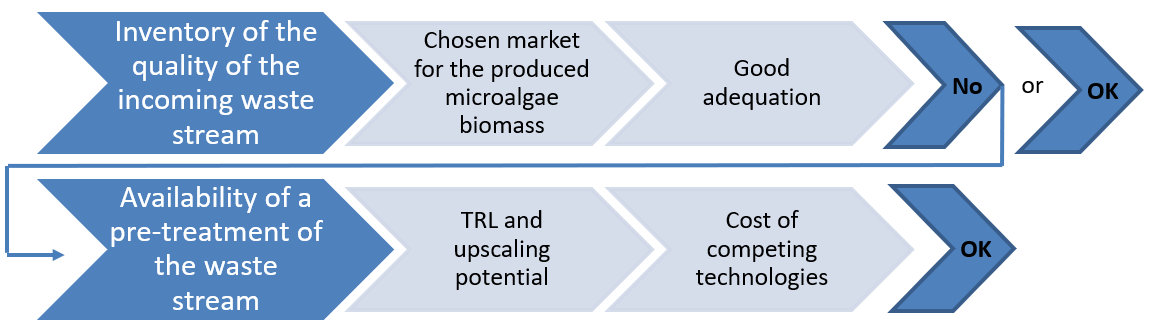 Inventory of the
quality of the
incoming waste
stream
Chosen market
for the produced
microalgae
biomass
Good
adequation
No
or
OK
Availability of a
pre-treatment of
the waste
stream
TRL and
upscaling
potential
Cost of
competing
technologies
OK